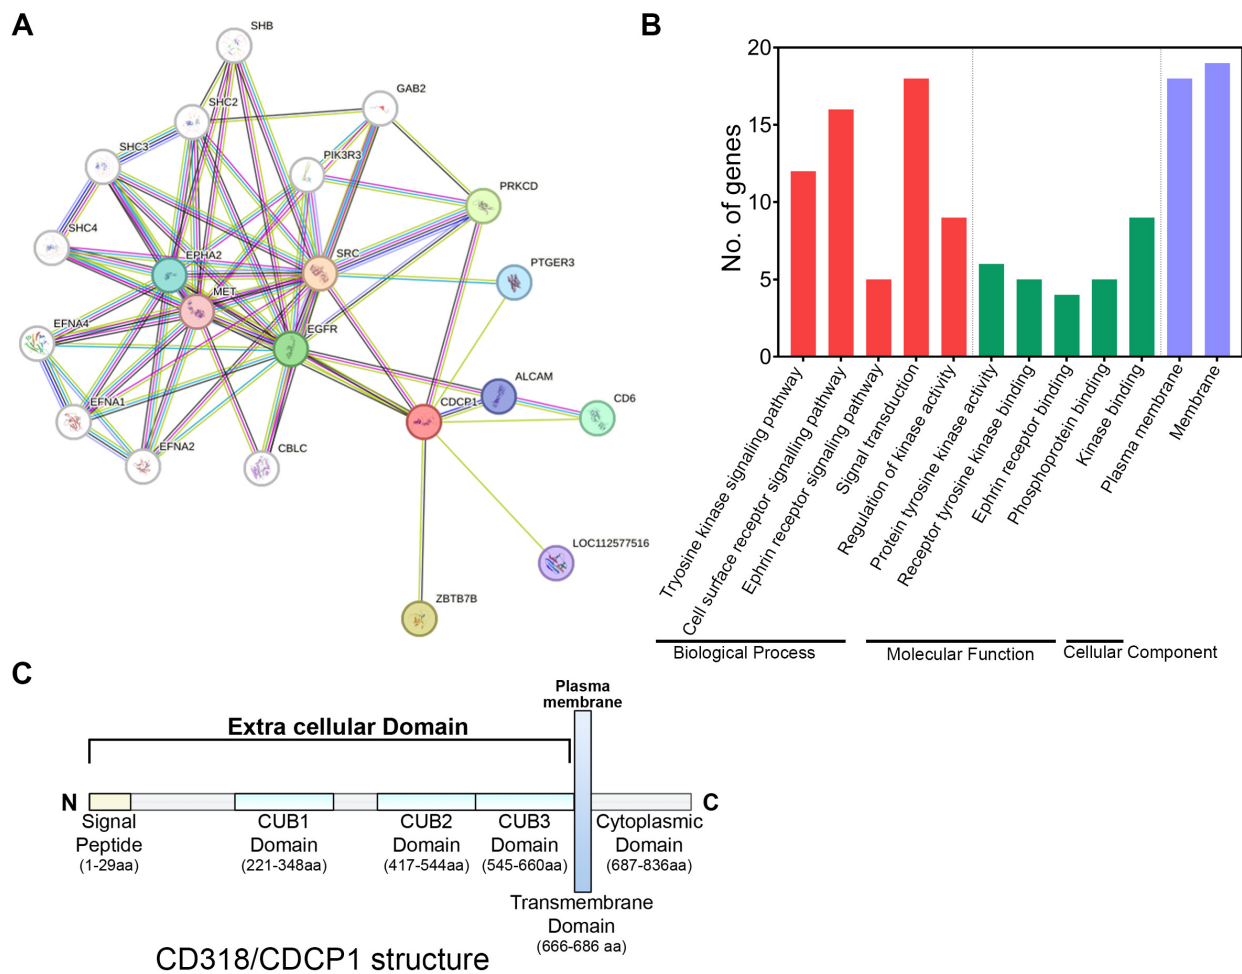 A
SHB
GAB2
SHC2
SHC3
PIK3R3
PRKCD
SHC4
EPHA2
SRC
PTGER3
MET
EFNA4
EGFR
ALCAM
CD6
CDCP1
EFNA1
EFNA2
CBLC
LOC112577516
ZBTB7B
B
No. of genes
20
15
10
5
0
Tryosine kinase signaling pathway
Cell surface receptor signalling pathway
Ephrin receptor signaling pathway
Signal transduction
Regulation of kinase activity
Protein tyrosine kinase activity
Receptor tyrosine kinase binding
Ephrin receptor binding
Phosphoprotein binding
Kinase binding
Plasma membrane
Membrane
Biological Process
Molecular Function
Cellular Component
C
Plasma
membrane
Extra cellular Domain
N
C
Signal
Peptide
(1-29aa)
CUB1
Domain
(221-348aa)
CUB2
Domain
(417-544aa)
CUB3
Domain
(545-660aa)
Cytoplasmic
Domain
(687-836aa)
Transmembrane
Domain
(666-686 aa)
CD318/CDCP1 structure